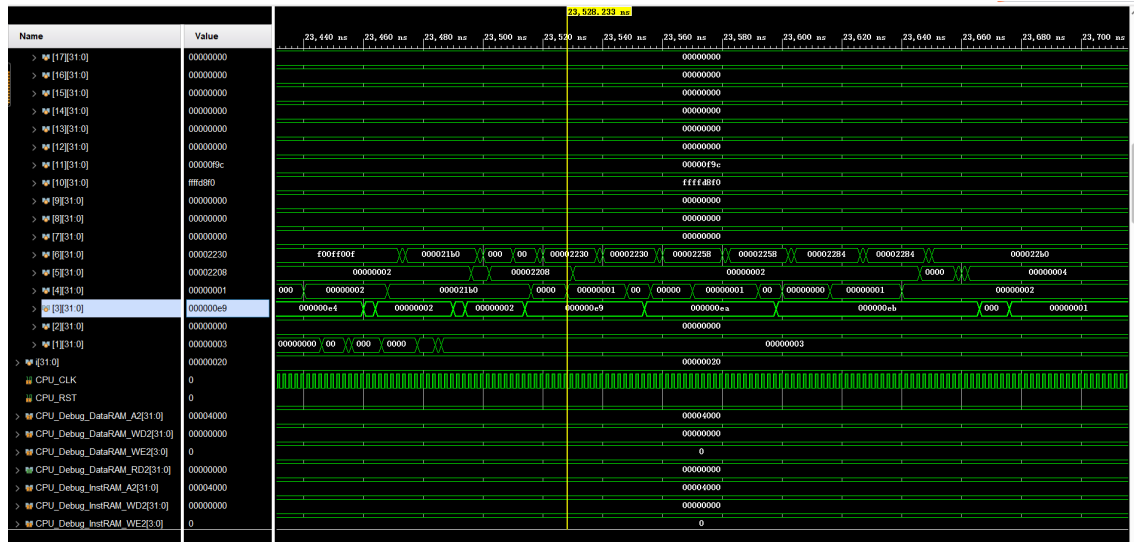 23,528.233 ns
Name Value 23,440 ns 23,460 ns 23,480 ns 23,500 ns 23,520 ns 23,540 ns 23,560 ns 23,580 ns 23,600 ns 23,620 ns 23,640 ns 23,660 ns 23,680 ns 23,700 ns
[17][31:0] 00000000 00000000
[16][31:0] 00000000 00000000
[15][31:0] 00000000 00000000
[14][31:0] 00000000 00000000
[13][31:0] 00000000 00000000
[12][31:0] 00000000 00000000
[11][31:0] 00000f9c 00000f9c
[10][31:0] ffffd8f0 ffffd8f0
[9][31:0] 00000000 00000000
[8][31:0] 00000000 00000000
[7][31:0] 00000000 00000000
[6][31:0] 00002230 f00ff00f 000021b0 000 00 00002230 00002230 00002258 00002258 00002284 00002284 000022b0
[5][31:0] 00002208 00000002 00002208 00000002 0000 00000004
[4][31:0] 00000001 000 00000002 000021b0 0000 00000001 00 00000 00000001 00 00000000 00000001 00000002
[3][31:0] 000000e9 000000e4 00000002 00000002 000000e9 000000ea 000000eb 000 00000001
[2][31:0] 00000000 00000000
[1][31:0] 00000003 00000000 00 000 0000 00000003
i[31:0] 00000020 00000020
CPU_CLK 0
CPU_RST 0
CPU_Debug_DataRAM_A2[31:0] 00004000 00004000
CPU_Debug_DataRAM_WD2[31:0] 00000000 00000000
CPU_Debug_DataRAM_WE2[3:0] 0 0
CPU_Debug_DataRAM_RD2[31:0] 00000000 00000000
CPU_Debug_InstRAM_A2[31:0] 00004000 00004000
CPU_Debug_InstRAM_WD2[31:0] 00000000 00000000
CPU_Debug_InstRAM_WE2[3:0] 0 0